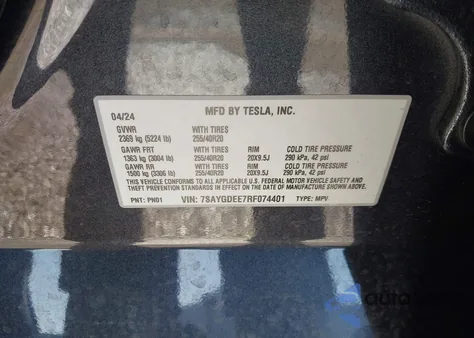 04/24 MFD BY TESLA, INC.
GVWR WITH TIRES
2369 kg (5224 lb) 255/40R20
GAWR FRT WITH TIRES RIM COLD TIRE PRESSURE
1363 kg (3004 lb) 255/40R20 20X9.5J 290 kPa, 42 psi
GAWR RR WITH TIRES RIM COLD TIRE PRESSURE
1500 kg (3306 lb) 255/40R20 20X9.5J 290 kPa, 42 psi
THIS VEHICLE CONFORMS TO ALL APPLICABLE U.S. FEDERAL MOTOR VEHICLE SAFETY AND
THEFT PREVENTION STANDARDS IN EFFECT ON THE DATE OF MANUFACTURE SHOWN ABOVE.
PNT: PN01 VIN: 7SAYGDEE7RF074401 TYPE: MPV